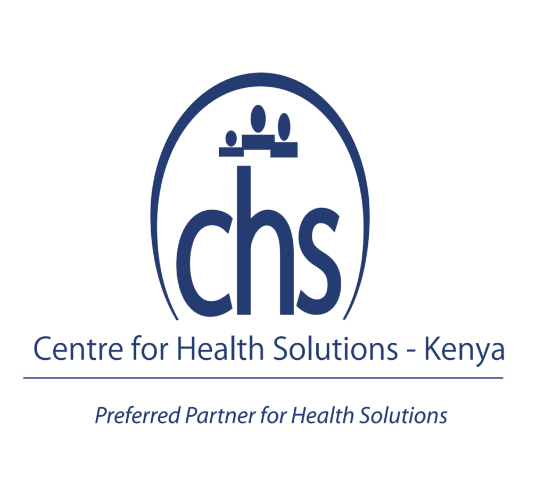 chs
Centre for Health Solutions - Kenya
Preferred Partner for Health Solutions